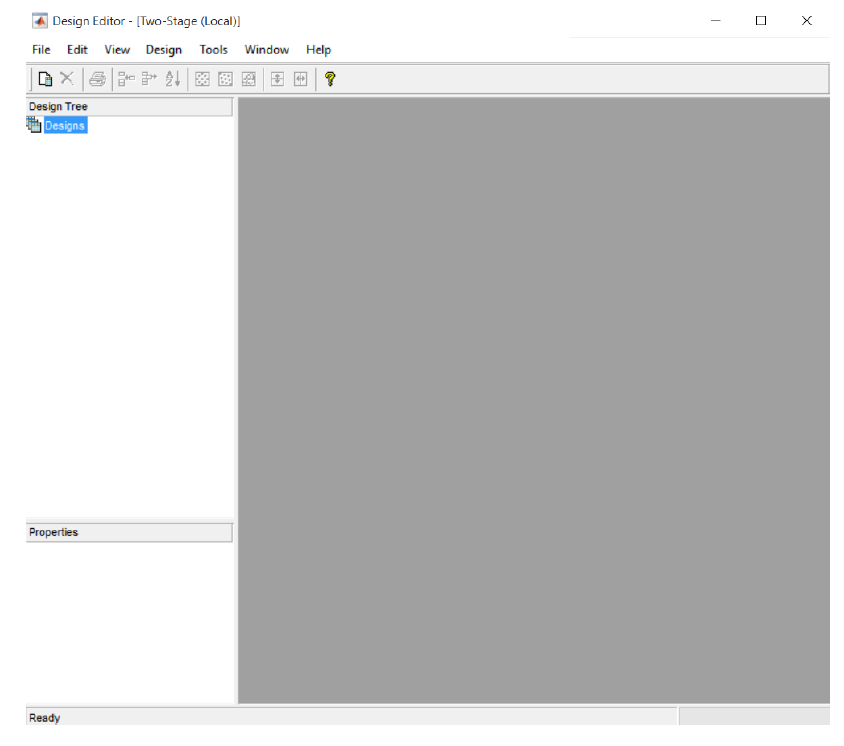 Design Editor - [Two-Stage (Local)]
File Edit View Design Tools Window Help
Design Tree
Designs
Properties
Ready